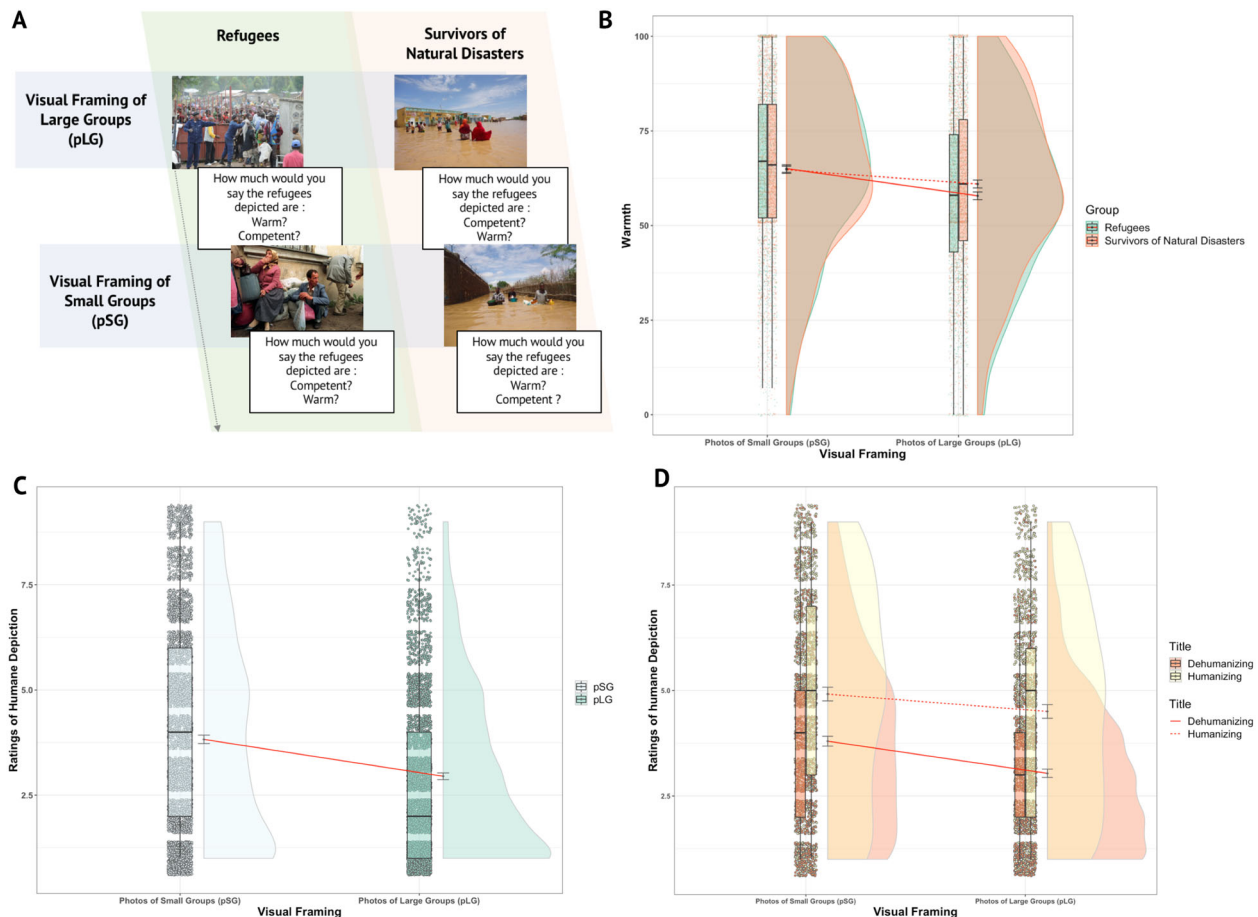 A
Refugees
Survivors of
Natural Disasters
Visual Framing of
Large Groups
(pLG)
How much would you
say the refugees
depicted are :
Warm?
Competent?
How much would you
say the refugees
depicted are :
Competent?
Warm?
Visual Framing of
Small Groups
(pSG)
How much would you
say the refugees
depicted are :
Competent?
Warm?
How much would you
say the refugees
depicted are :
Warm?
Competent ?
B
100
75
50
25
0
Warmth
Photos of Small Groups (pSG)
Photos of Large Groups (pLG)
Visual Framing
Group
Refugees
Survivors of Natural Disasters
C
7.5
5.0
2.5
Ratings of Humane Depiction
Photos of Small Groups (pSG)
Photos of Large Groups (pLG)
Visual Framing
pSG
pLG
D
7.5
5.0
2.5
Ratings of human Depiction
Photos of Small Groups (pSG)
Photos of Large Groups (pLG)
Visual Framing
Title
Dehumanizing
Humanizing
Title
Dehumanizing
Humanizing